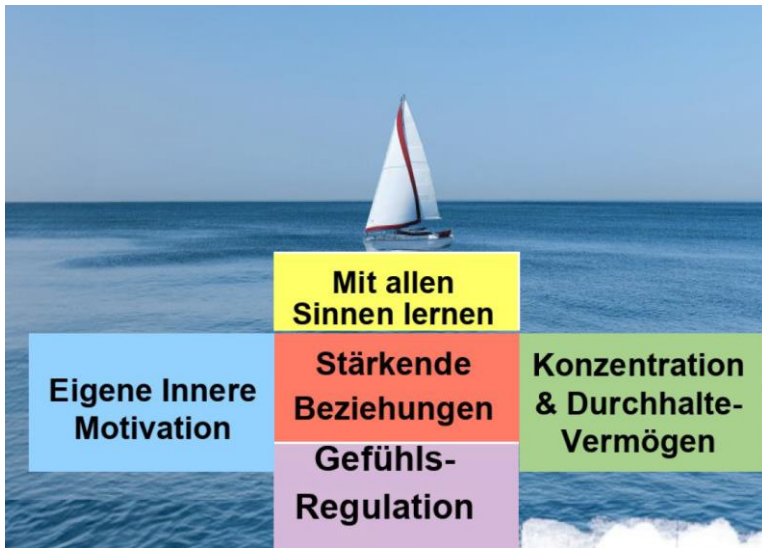 Mit allen
Sinnen lernen
Eigene Innere
Motivation
Stärkende
Beziehungen
Konzentration
& Durchhalte-
Vermögen
Gefühls-
Regulation